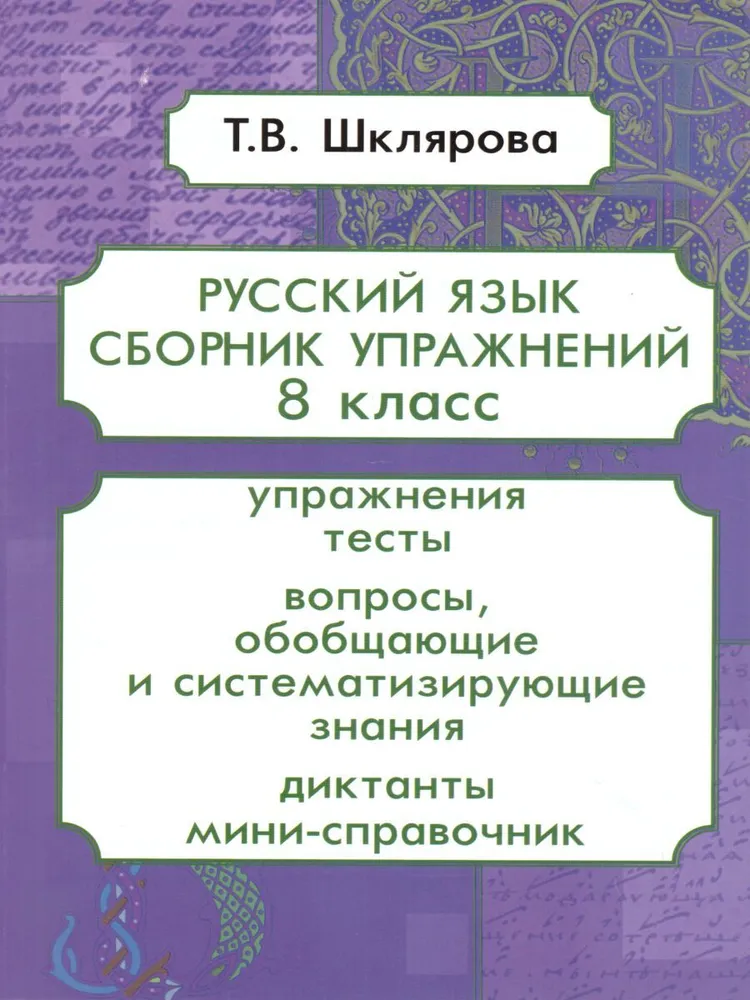 Т.В. Шклярова
РУССКИЙ ЯЗЫК
СБОРНИК УПРАЖНЕНИЙ
8 класс
упражнения
тесты
вопросы,
обобщающие
и систематизирующие
знания
диктанты
мини-справочник